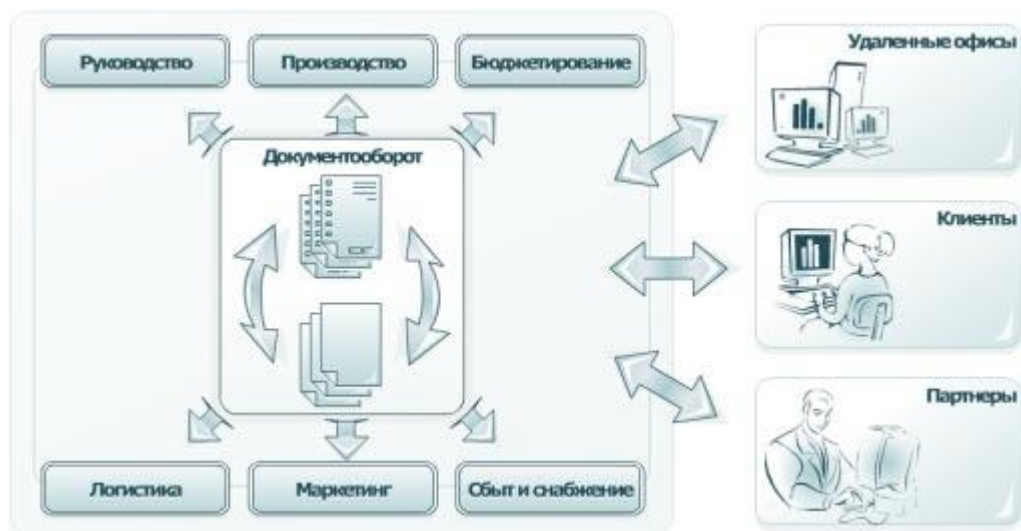 Руководство
Производство
Бюджетирование
Документооборот
Логистика
Маркетинг
Сбыт и снабжение
Удаленные офисы
Клиенты
Партнеры